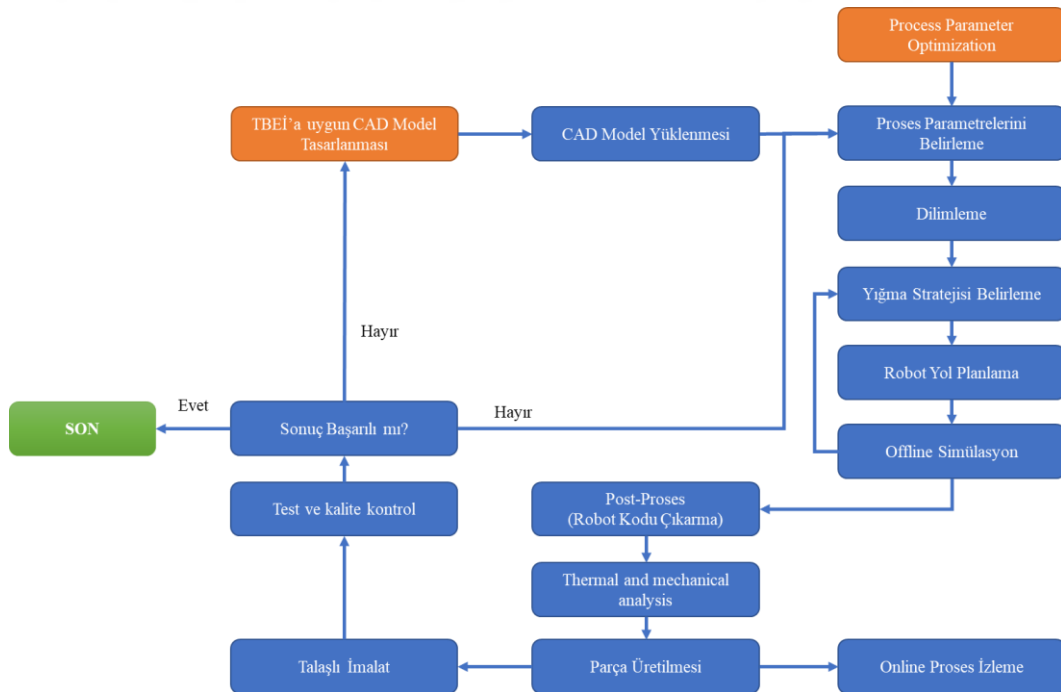 Process Parameter
Optimization
TBEİ’a uygun CAD Model
Tasarlanması
CAD Model Yüklenmesi
Proses Parametrelerini
Belirleme
Dilimleme
Yığma Stratejisi Belirleme
Hayır
Robot Yol Planlama
Evet
Hayır
SON
Sonuç Başarılı mı?
Offline Simülasyon
Test ve kalite kontrol
Post-Proses
(Robot Kodu Çıkarma)
Thermal and mechanical
analysis
Talaşlı İmalat
Parça Üretilmesi
Online Proses İzleme